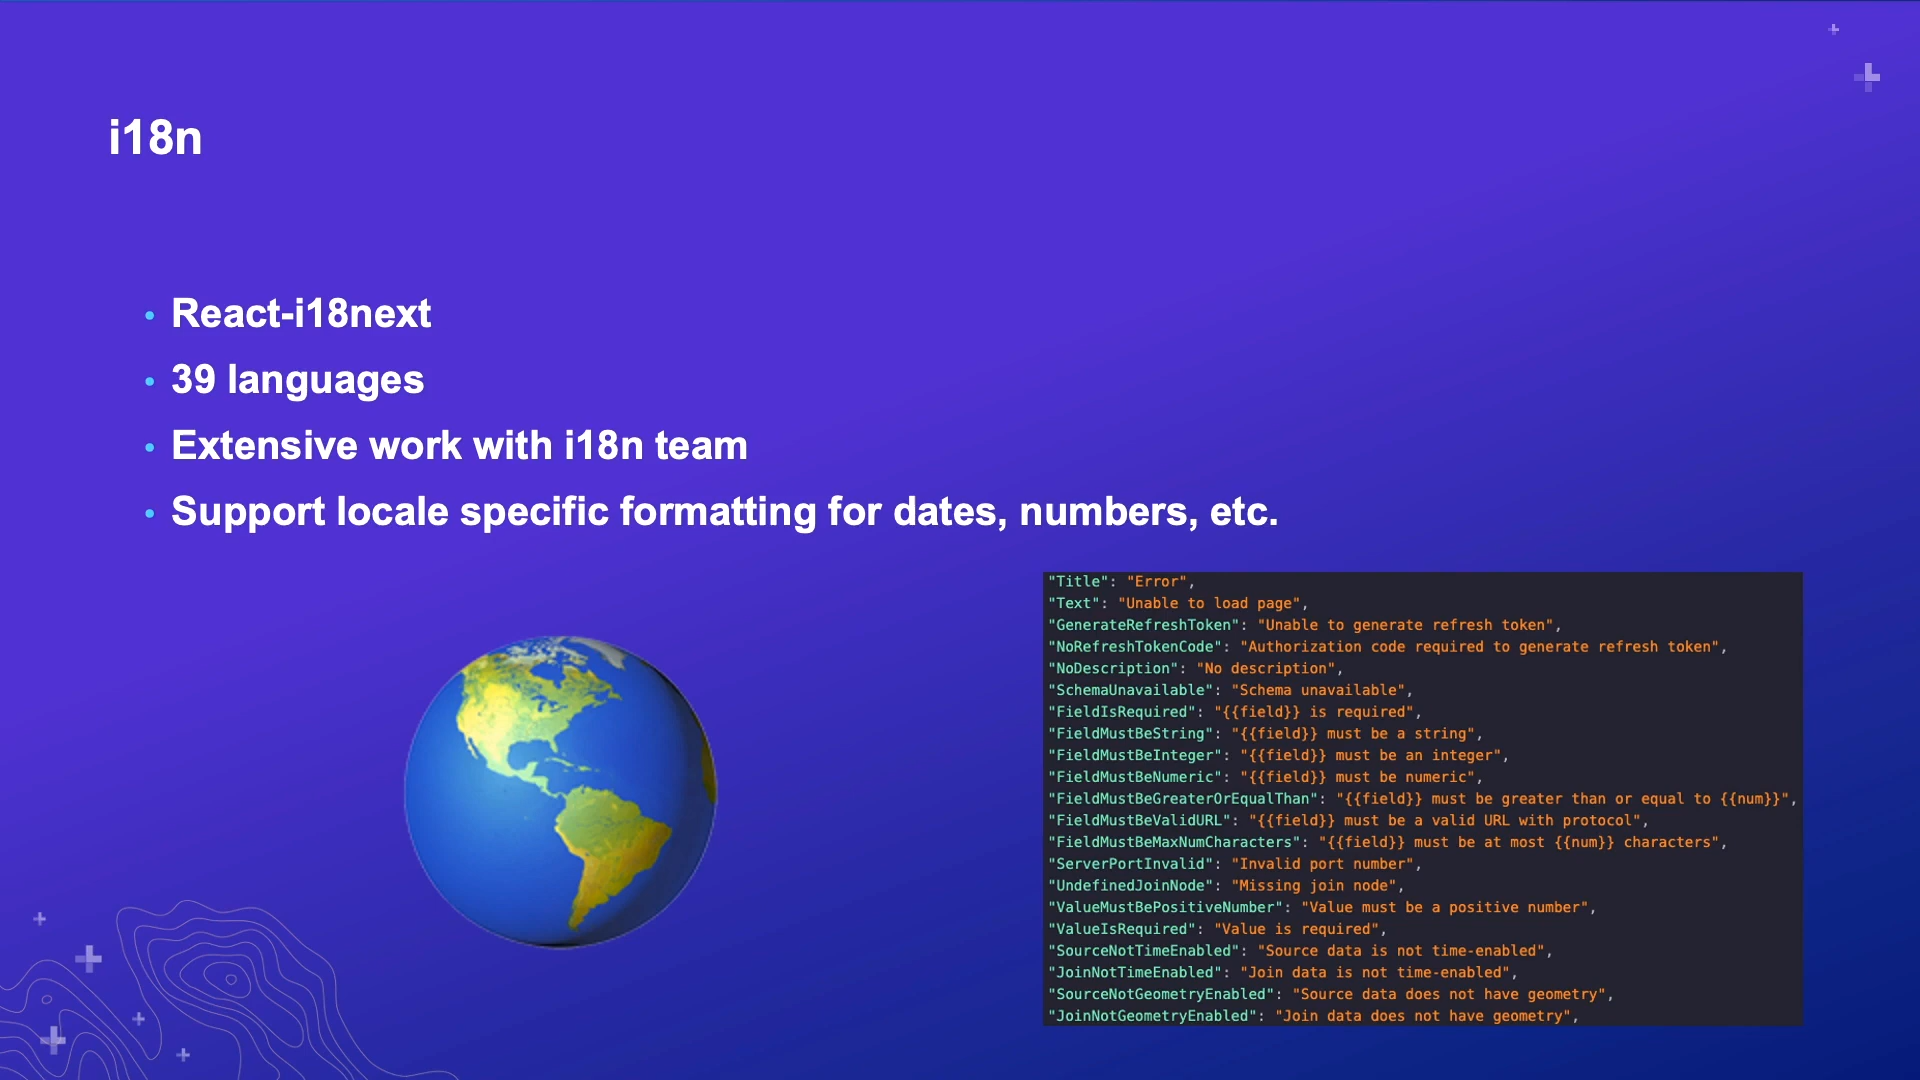 i18n
React-i18next
39 languages
Extensive work with i18n team
Support locale specific formatting for dates, numbers, etc.
"Title": "Error",
"Text": "Unable to load page",
"GenerateRefreshToken": "Unable to generate refresh token",
"NoRefreshTokenCode": "Authorization code required to generate refresh token",
"NoDescription": "No description",
"SchemaUnavailable": "Schema unavailable",
"FieldIsRequired": "{{field}} is required",
"FieldMustBeString": "{{field}} must be a string",
"FieldMustBeInteger": "{{field}} must be an integer",
"FieldMustBeNumeric": "{{field}} must be numeric",
"FieldMustBeGreaterOrEqualThan": "{{field}} must be greater than or equal to {{num}}",
"FieldMustBeValidURL": "{{field}} must be a valid URL with protocol",
"FieldMustBeMaxNumCharacters": "{{field}} must be at most {{num}} characters",
"ServerPortInvalid": "Invalid port number",
"UndefinedJoinNode": "Missing join node",
"ValueMustBePositiveNumber": "Value must be a positive number",
"ValueIsRequired": "Value is required",
"SourceNotTimeEnabled": "Source data is not time-enabled",
"JoinNotTimeEnabled": "Join data is not time-enabled",
"SourceNotGeometryEnabled": "Source data does not have geometry",
"JoinNotGeometryEnabled": "Join data does not have geometry",